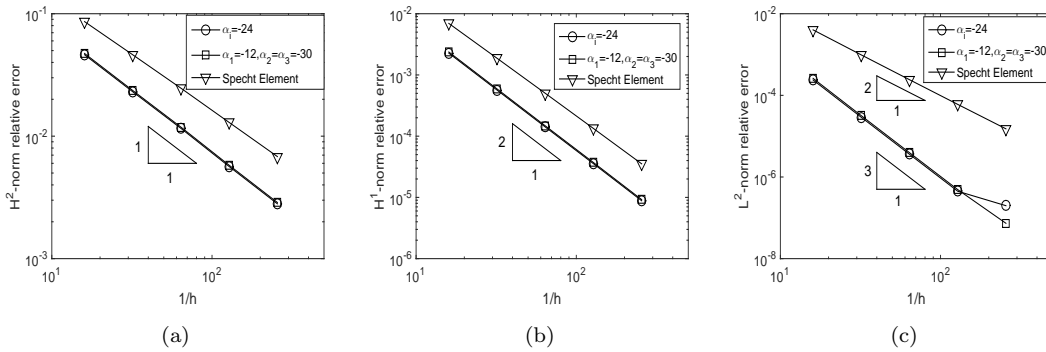 10^-1
10^-2
10^-3
H^2-norm relative error
10^1
10^2
1/h
α_i=-24
α_1=-12,α_2=α_3=-30
Specht Element
1
1
(a)
10^-2
10^-3
10^-4
10^-5
10^-6
H^1-norm relative error
10^1
10^2
1/h
α_i=-24
α_1=-12,α_2=α_3=-30
Specht Element
2
1
(b)
10^-2
10^-4
10^-6
10^-8
L^2-norm relative error
10^1
10^2
1/h
α_i=-24
α_1=-12,α_2=α_3=-30
Specht Element
2
1
3
1
(c)